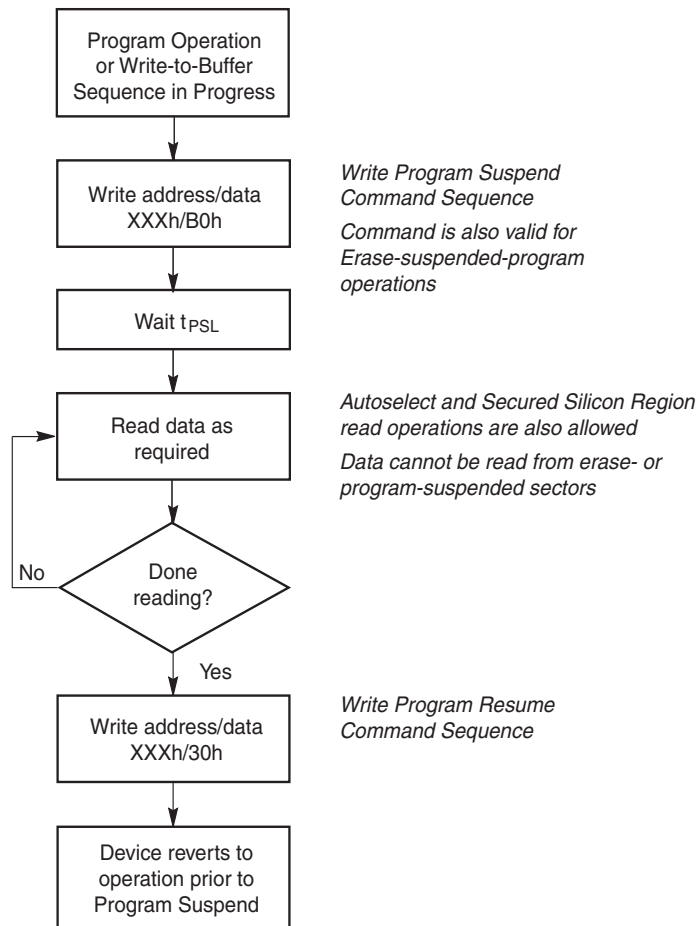 Program Operation
or Write-to-Buffer
Sequence in Progress
Write address/data
XXXh/B0h
Write Program Suspend
Command Sequence
Command is also valid for
Erase-suspended-program
operations
Wait tPSL
Read data as
required
Autoselect and Secured Silicon Region
read operations are also allowed
Data cannot be read from erase- or
program-suspended sectors
No
Done
reading?
Yes
Write address/data
XXXh/30h
Write Program Resume
Command Sequence
Device reverts to
operation prior to
Program Suspend